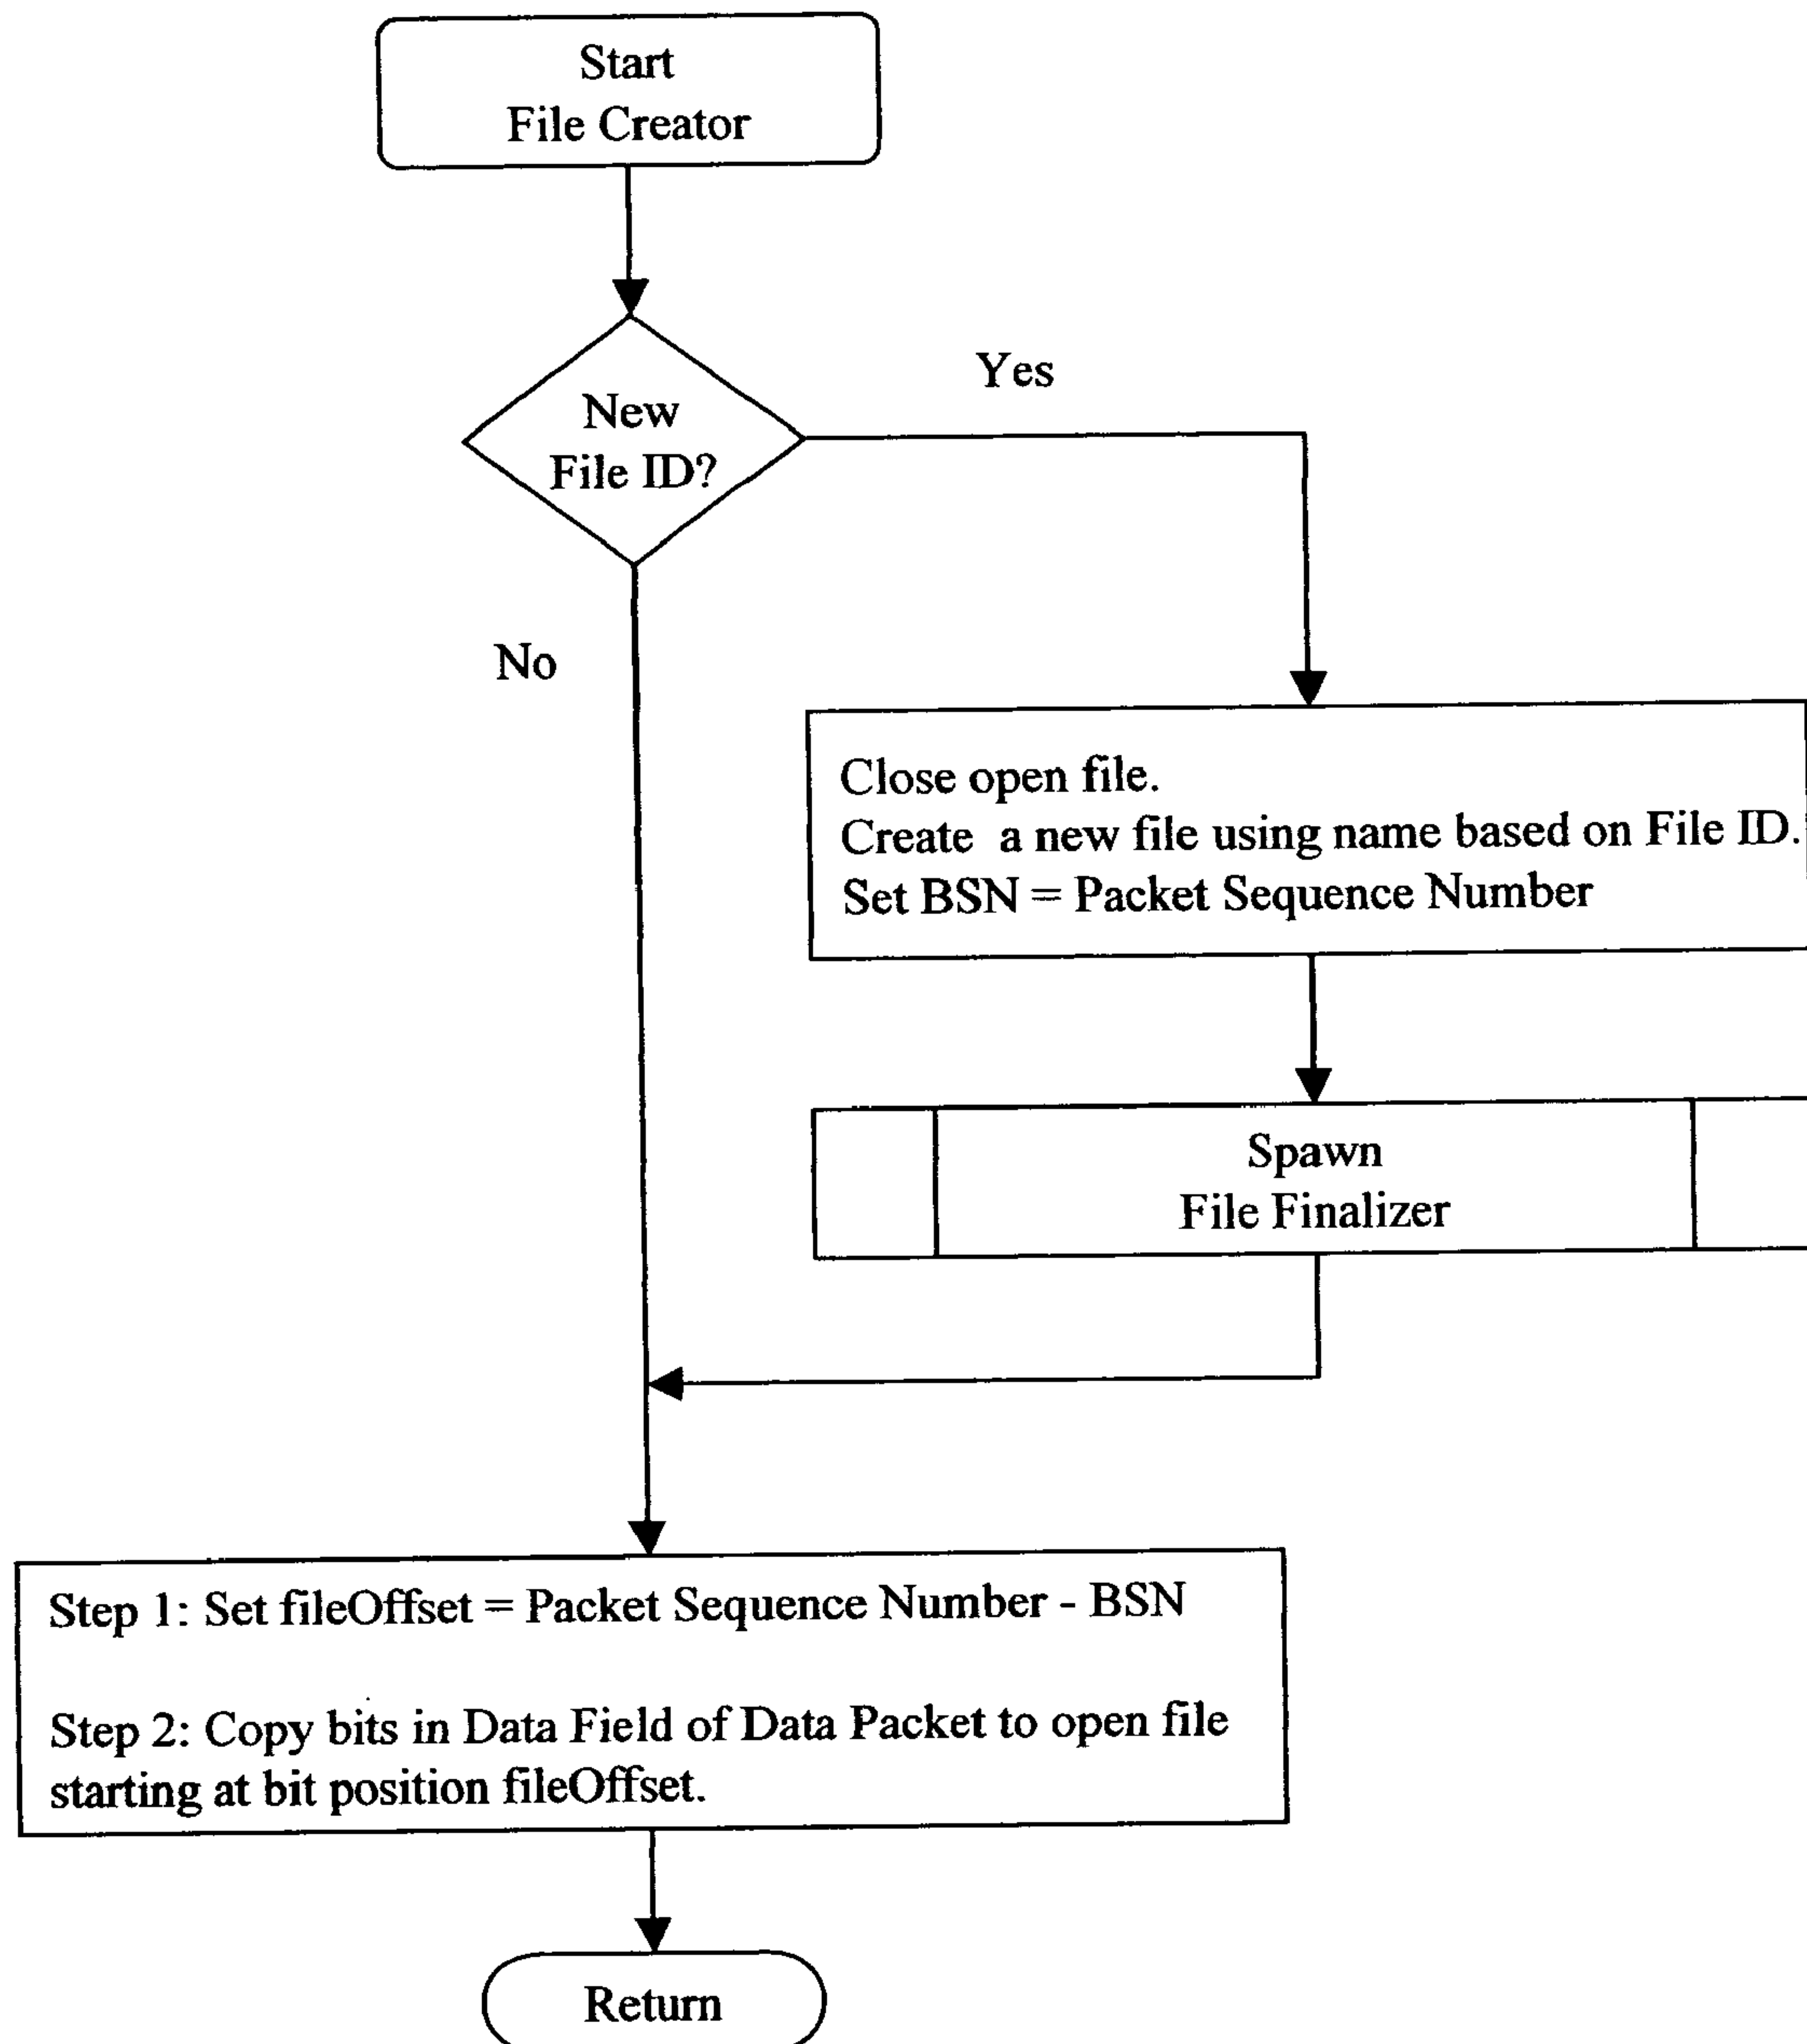 Start
File Creator
New
File ID?
Yes
No
Close open file.
Create a new file using name based on File ID.
Set BSN = Packet Sequence Number
Spawn
File Finalizer
Step 1: Set fileOffset = Packet Sequence Number - BSN
Step 2: Copy bits in Data Field of Data Packet to open file
starting at bit position fileOffset.
Return